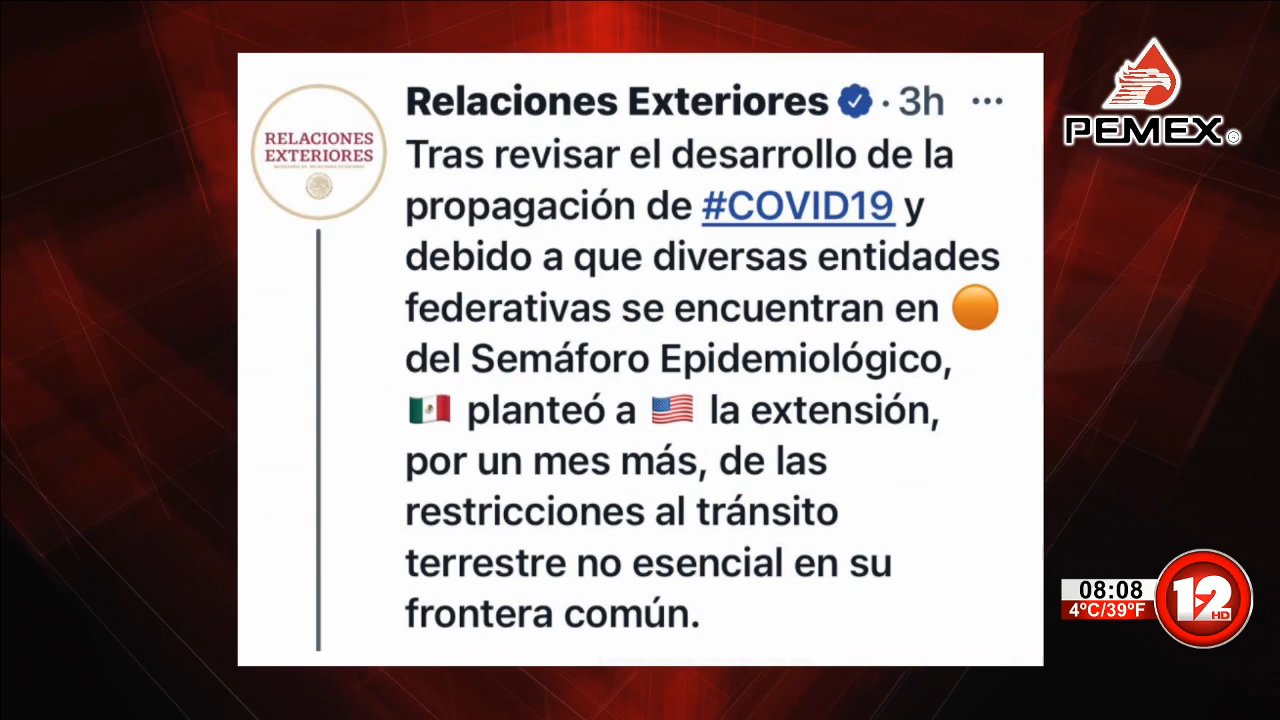 Relaciones Exteriores · 3h ...
RELACIONES
EXTERIORES
Tras revisar el desarrollo de la
propagación de #COVID19 y
debido a que diversas entidades
federativas se encuentran en 🟠
del Semáforo Epidemiológico,
🇲🇽 planteó a 🇺🇸 la extensión,
por un mes más, de las
restricciones al tránsito
terrestre no esencial en su
frontera común.
PEMEX®
08:08
4°C/39°F
12
HD